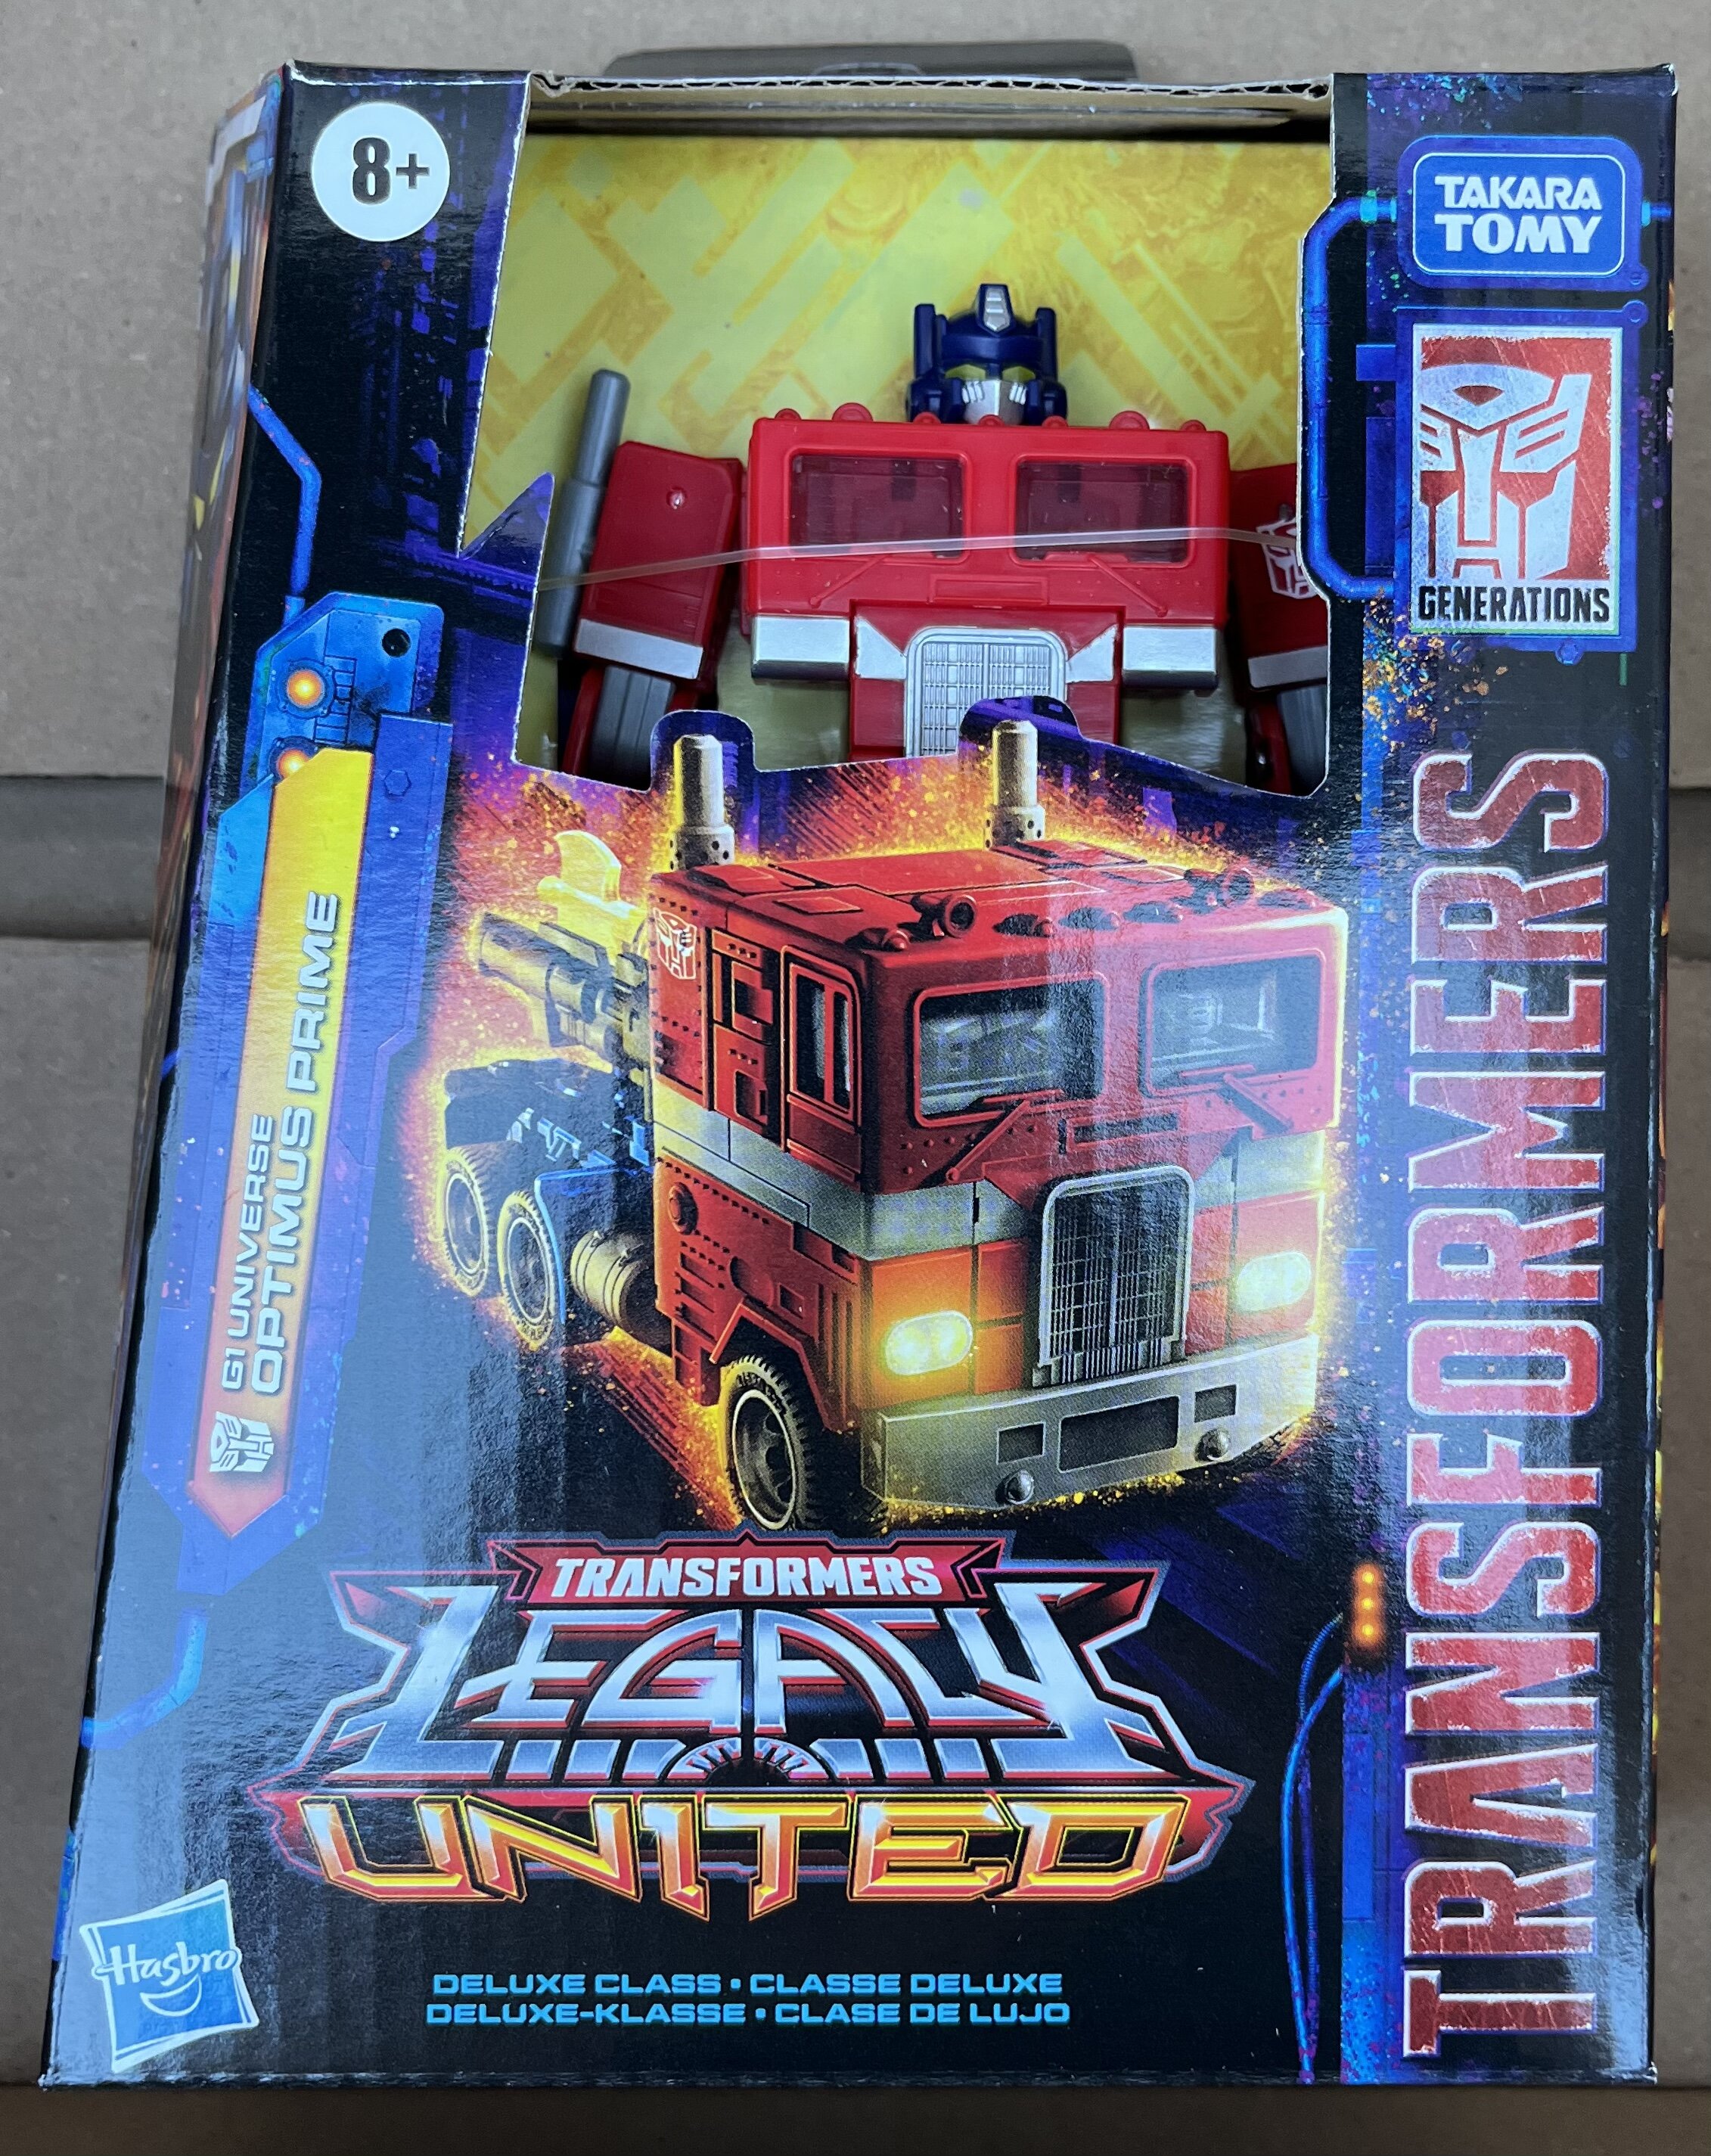 8+
TAKARA
TOMY
GENERATIONS
TRANSFORMERS
G1 UNIVERSE
OPTIMUS PRIME
TRANSFORMERS
LEGACY
UNITED
Hasbro
DELUXE CLASS • CLASSE DELUXE
DELUXE-KLASSE • CLASE DE LUJO